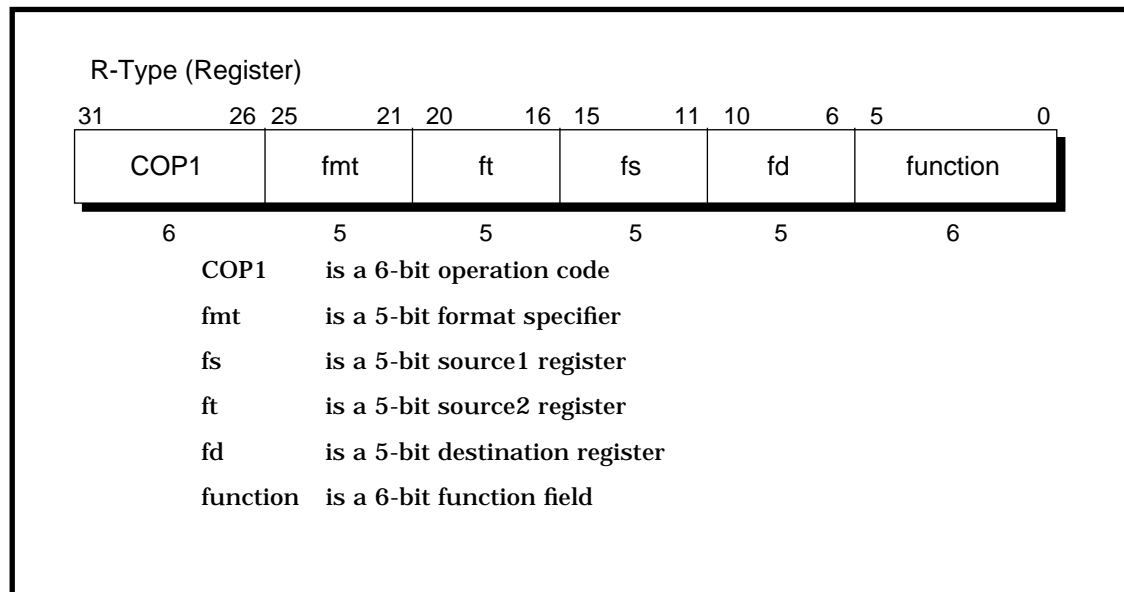 R-Type (Register)
31 26 25 21 20 16 15 11 10 6 5 0
COP1 fmt ft fs fd function
6 5 5 5 5 6
COP1 is a 6-bit operation code
fmt is a 5-bit format specifier
fs is a 5-bit source1 register
ft is a 5-bit source2 register
fd is a 5-bit destination register
function is a 6-bit function field